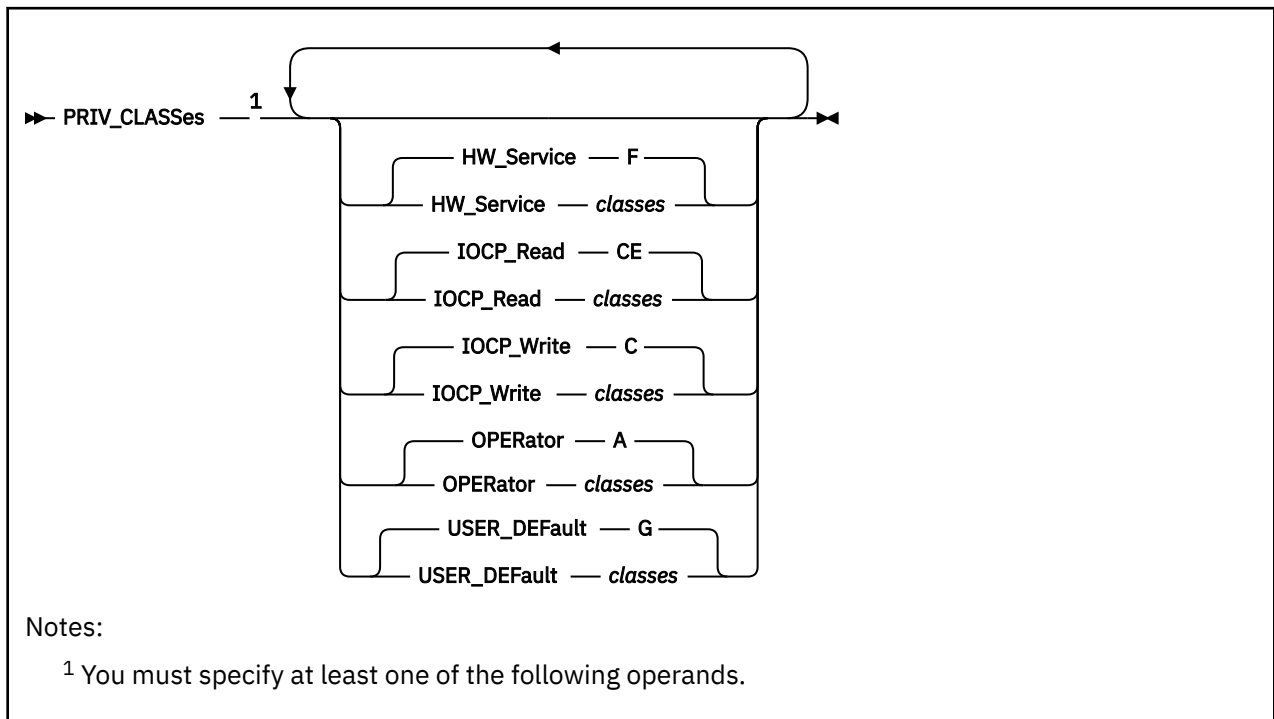 PRIV_CLASSes 1
HW_Service F
HW_Service classes
IOCP_Read CE
IOCP_Read classes
IOCP_Write C
IOCP_Write classes
OPERator A
OPERator classes
USER_DEFault G
USER_DEFault classes
Notes:
1 You must specify at least one of the following operands.